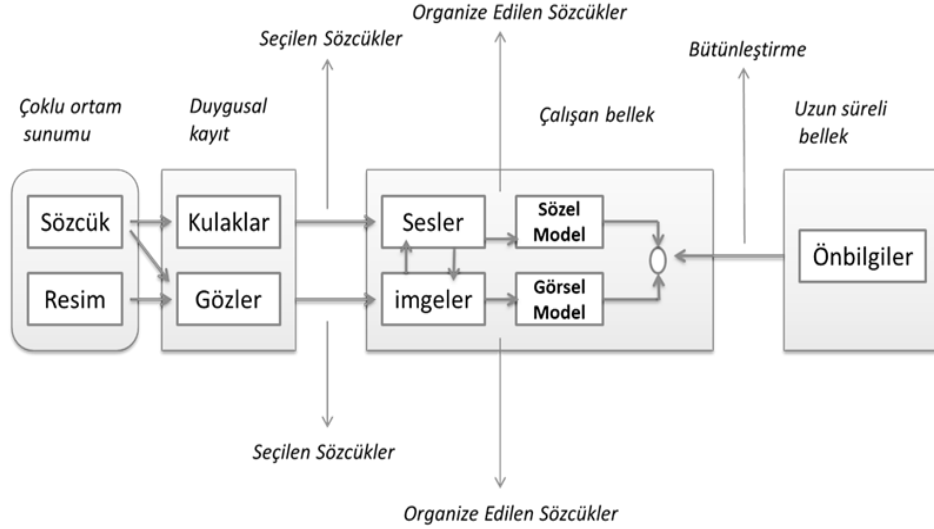 Organize Edilen Sözcükler
Seçilen Sözcükler
Bütünleştirme
Çoklu ortam
sunumu
Duygusal
kayıt
Çalışan bellek
Uzun süreli
bellek
Sözcük
Kulaklar
Sesler
Sözel
Model
Önbilgiler
Resim
Gözler
imgeler
Görsel
Model
Seçilen Sözcükler
Organize Edilen Sözcükler